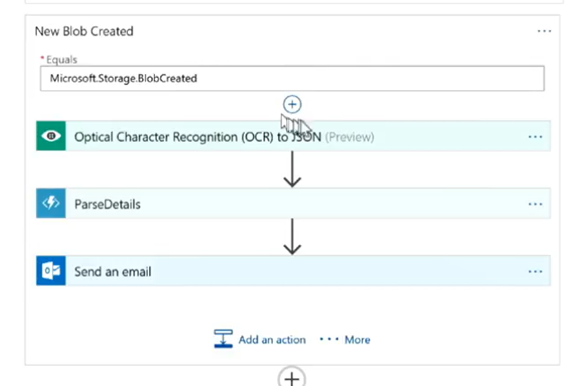 New Blob Created
* Equals
Microsoft.Storage.BlobCreated
Optical Character Recognition (OCR) to JSON (Preview)
ParseDetails
Send an email
Add an action ··· More